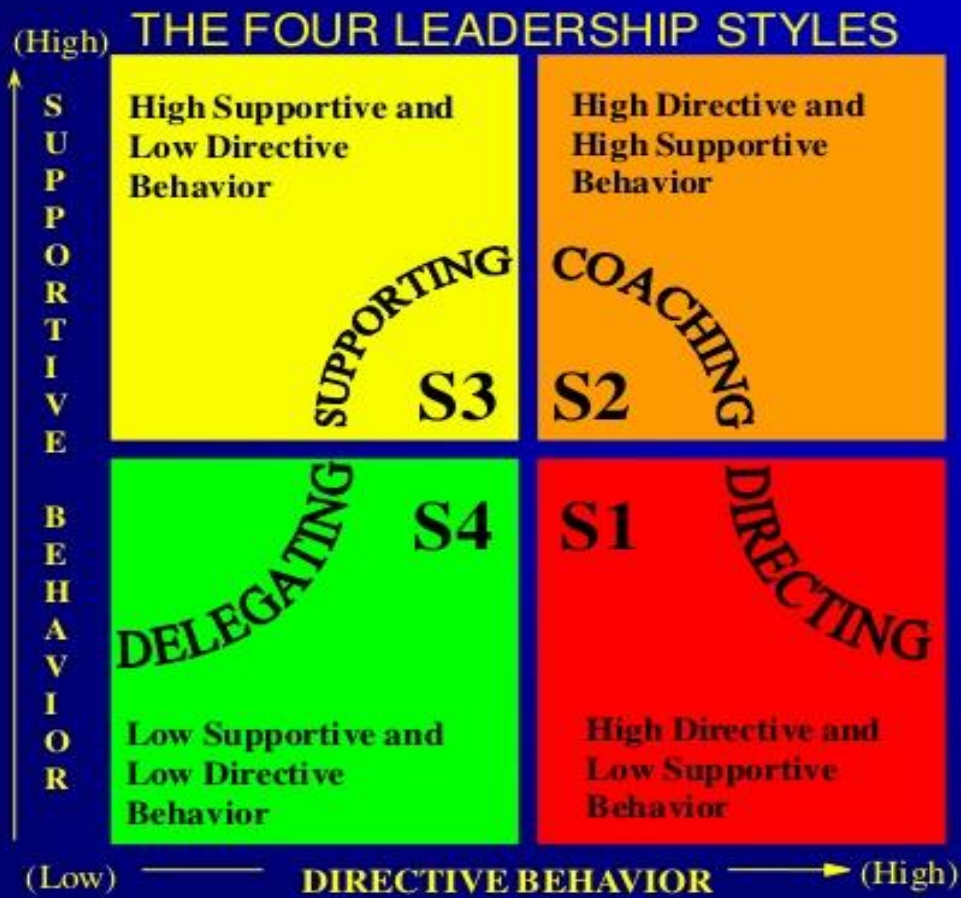 THE FOUR LEADERSHIP STYLES
(High)
SUPPORTIVE BEHAVIOR
High Supportive and
Low Directive
Behavior
SUPPORTING
S3
High Directive and
High Supportive
Behavior
COACHING
S2
DELEGATING
S4
Low Supportive and
Low Directive
Behavior
S1
DIRECTING
High Directive and
Low Supportive
Behavior
(Low)
DIRECTIVE BEHAVIOR
(High)